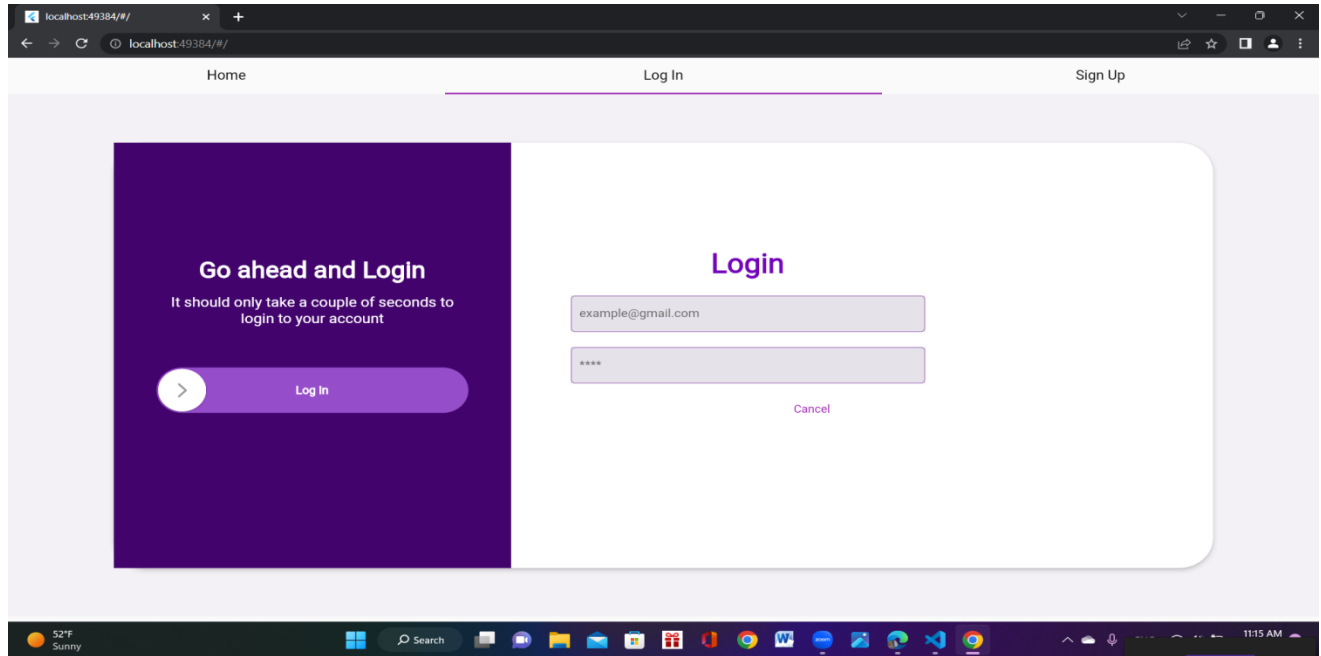 localhost:49384/#/
localhost:49384/#/
Home Log In Sign Up
Go ahead and Login
It should only take a couple of seconds to
login to your account
Log In
Login
example@gmail.com
****
Cancel
52°F
Sunny
Search
zoom
11:15 AM